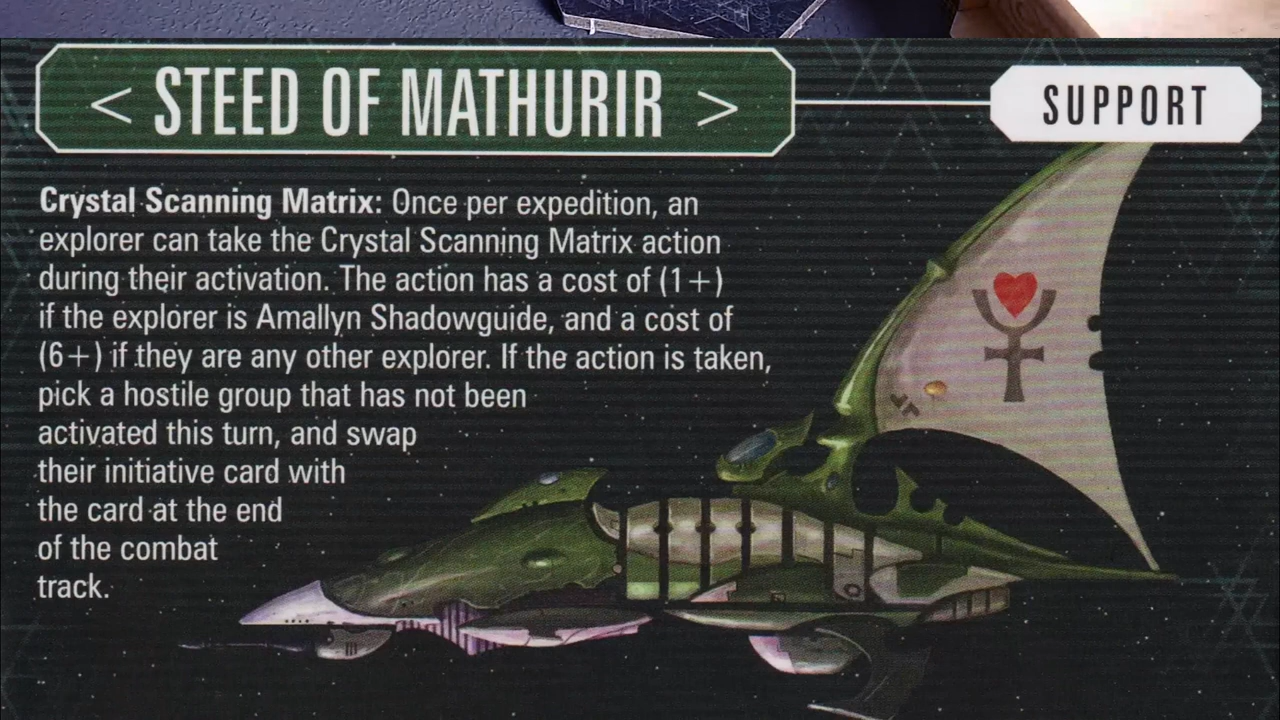 < STEED OF MATHURIR >
SUPPORT
Crystal Scanning Matrix: Once per expedition, an
explorer can take the Crystal Scanning Matrix action
during their activation. The action has a cost of (1+)
if the explorer is Amallyn Shadowguide, and a cost of
(6+) if they are any other explorer. If the action is taken,
pick a hostile group that has not been
activated this turn, and swap
their initiative card with
the card at the end
of the combat
track.